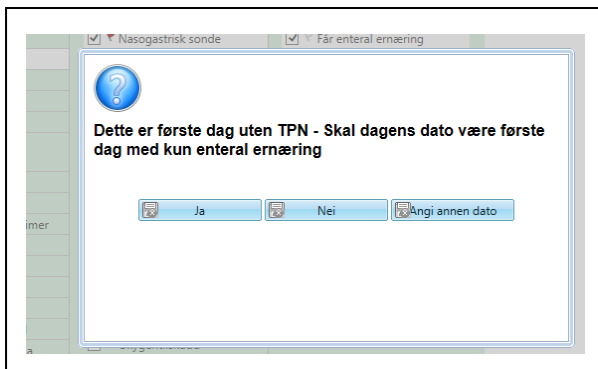 Nasogastrisk sonde Får enteral ernæring
Dette er første dag uten TPN - Skal dagens dato være første
dag med kun enteral ernæring
Ja Nei Angi annen dato
imer
a